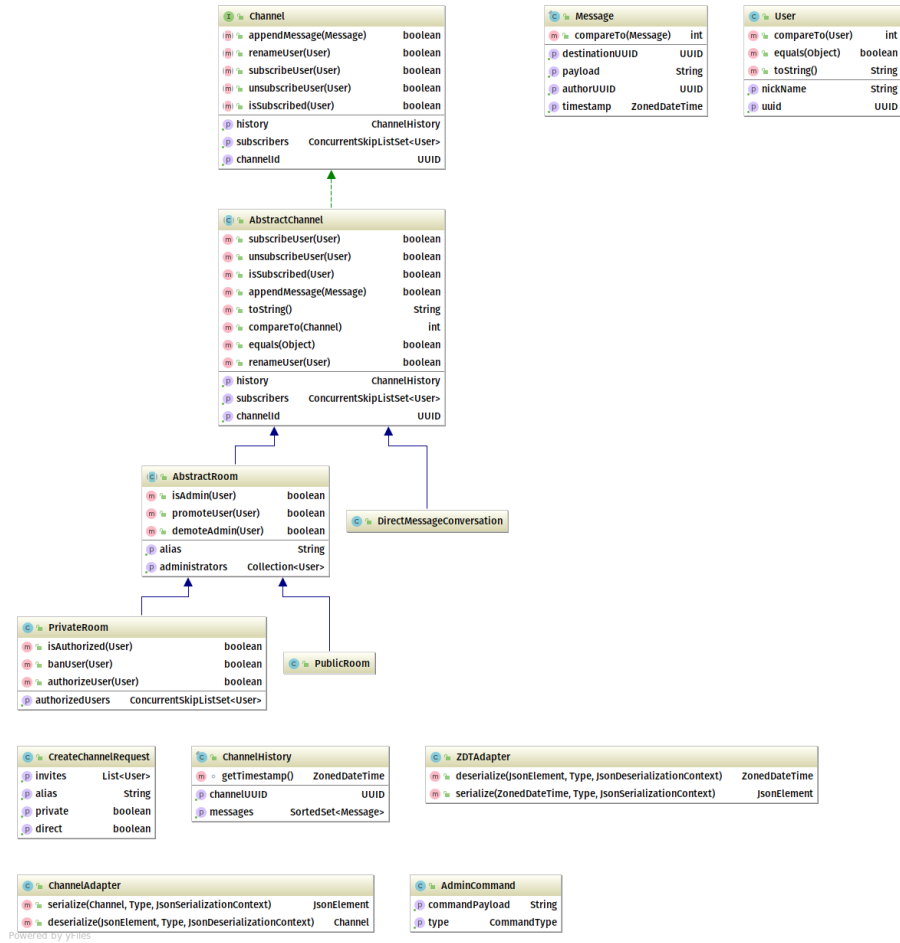 Channel
appendMessage(Message) boolean
renameUser(User) boolean
subscribeUser(User) boolean
unsubscribeUser(User) boolean
isSubscribed(User) boolean
history ChannelHistory
subscribers ConcurrentSkipListSet<User>
channelId UUID
Message
compareTo(Message) int
destinationUUID UUID
payload String
authorUUID UUID
timestamp ZonedDateTime
User
compareTo(User) int
equals(Object) boolean
toString() String
nickName String
uuid UUID
AbstractChannel
subscribeUser(User) boolean
unsubscribeUser(User) boolean
isSubscribed(User) boolean
appendMessage(Message) boolean
toString() String
compareTo(Channel) int
equals(Object) boolean
renameUser(User) boolean
history ChannelHistory
subscribers ConcurrentSkipListSet<User>
channelId UUID
AbstractRoom
isAdmin(User) boolean
promoteUser(User) boolean
demoteAdmin(User) boolean
alias String
administrators Collection<User>
DirectMessageConversation
PrivateRoom
isAuthorized(User) boolean
banUser(User) boolean
authorizeUser(User) boolean
authorizedUsers ConcurrentSkipListSet<User>
PublicRoom
CreateChannelRequest
invites List<User>
alias String
private boolean
direct boolean
ChannelHistory
getTimestamp() ZonedDateTime
channelUUID UUID
messages SortedSet<Message>
ZDTAdapter
deserialize(JsonElement, Type, JsonDeserializationContext) ZonedDateTime
serialize(ZonedDateTime, Type, JsonSerializationContext) JsonElement
ChannelAdapter
serialize(Channel, Type, JsonSerializationContext) JsonElement
deserialize(JsonElement, Type, JsonDeserializationContext) Channel
AdminCommand
commandPayload String
type CommandType
Powered by yFiles